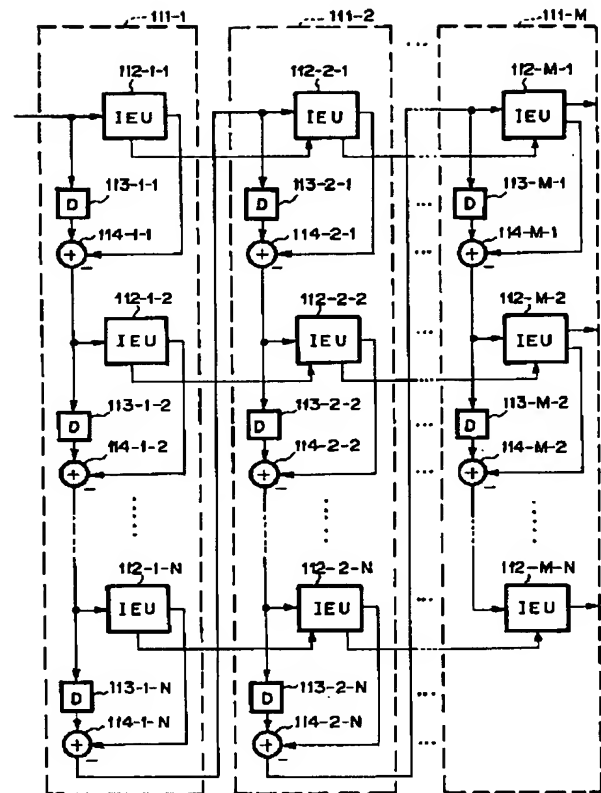 111-1 111-2 ... 111-M
112-1-1 112-2-1 112-M-1
IEU IEU ... IEU
D 113-1-1 D 113-2-1 ... D 113-M-1
+ 114-1-1 + 114-2-1 ... + 114-M-1
− − −
112-1-2 112-2-2 112-M-2
IEU IEU ... IEU
D 113-1-2 D 113-2-2 ... D 113-M-2
+ 114-1-2 + 114-2-2 ... + 114-M-2
− − −
112-1-N 112-2-N 112-M-N
IEU IEU ... IEU
D 113-1-N D 113-2-N ...
+ 114-1-N + 114-2-N ...
− −